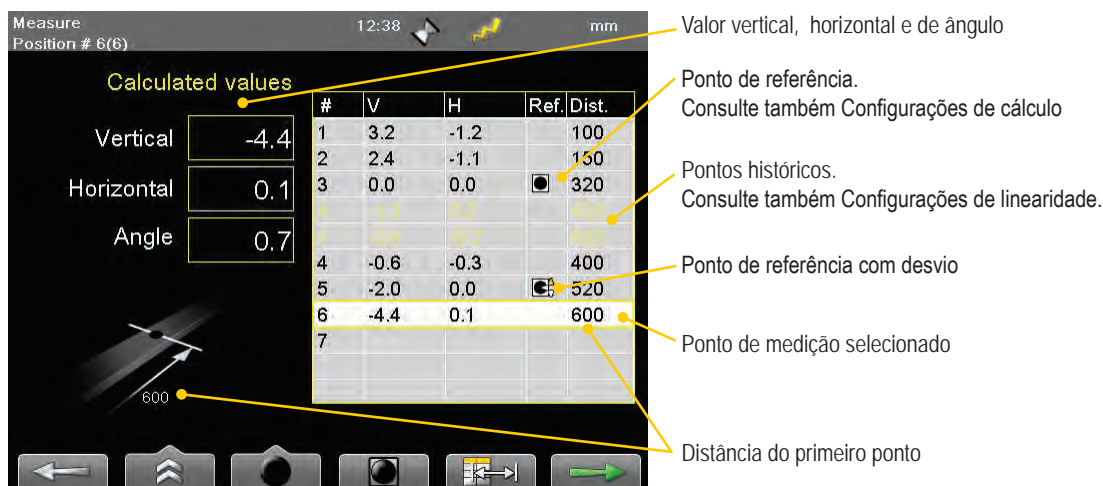 Measure
Position # 6(6)
12:38
mm
Calculated values
Vertical -4.4
Horizontal 0.1
Angle 0.7
600
# V H Ref. Dist.
1 3.2 -1.2 100
2 2.4 -1.1 150
3 0.0 0.0 320
4 -0.6 -0.3 400
5 -2.0 0.0 520
6 -4.4 0.1 600
7
Valor vertical, horizontal e de ângulo
Ponto de referência.
Consulte também Configurações de cálculo
Pontos históricos.
Consulte também Configurações de linearidade.
Ponto de referência com desvio
Ponto de medição selecionado
Distância do primeiro ponto